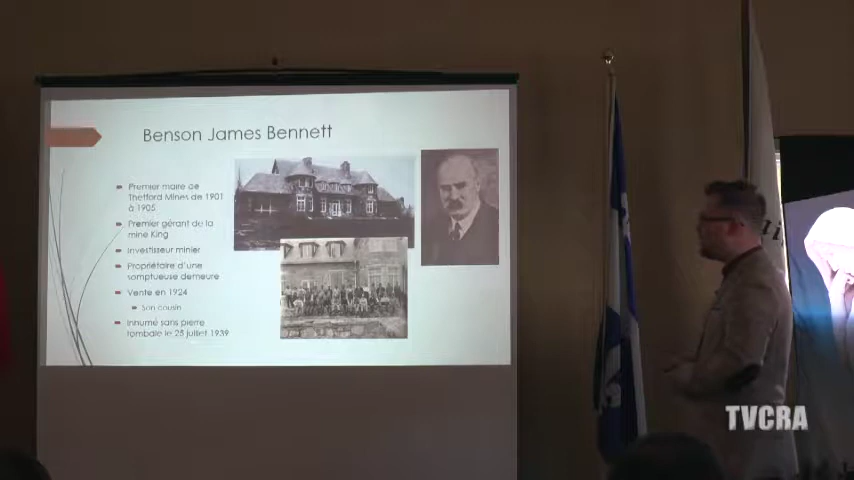 Benson James Bennett
Premier maire de
Thetford Mines de 1901
à 1905
Premier gérant de la
mine King
Investisseur minier
Propriétaire d'une
somptueuse demeure
Vente en 1924
Son cousin
Inhumé sans pierre
tombale le 25 juillet 1939
TVCRA